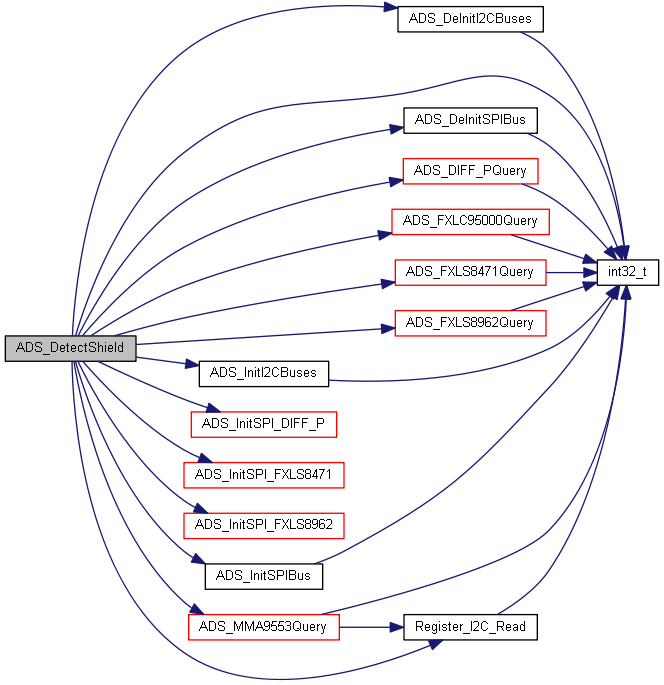 ADS_DeInitI2CBuses
ADS_DeInitSPIBus
ADS_DIFF_PQuery
ADS_FXLC95000Query
ADS_FXLS8471Query
int32_t
ADS_FXLS8962Query
ADS_DetectShield
ADS_InitI2CBuses
ADS_InitSPI_DIFF_P
ADS_InitSPI_FXLS8471
ADS_InitSPI_FXLS8962
ADS_InitSPIBus
ADS_MMA9553Query
Register_I2C_Read